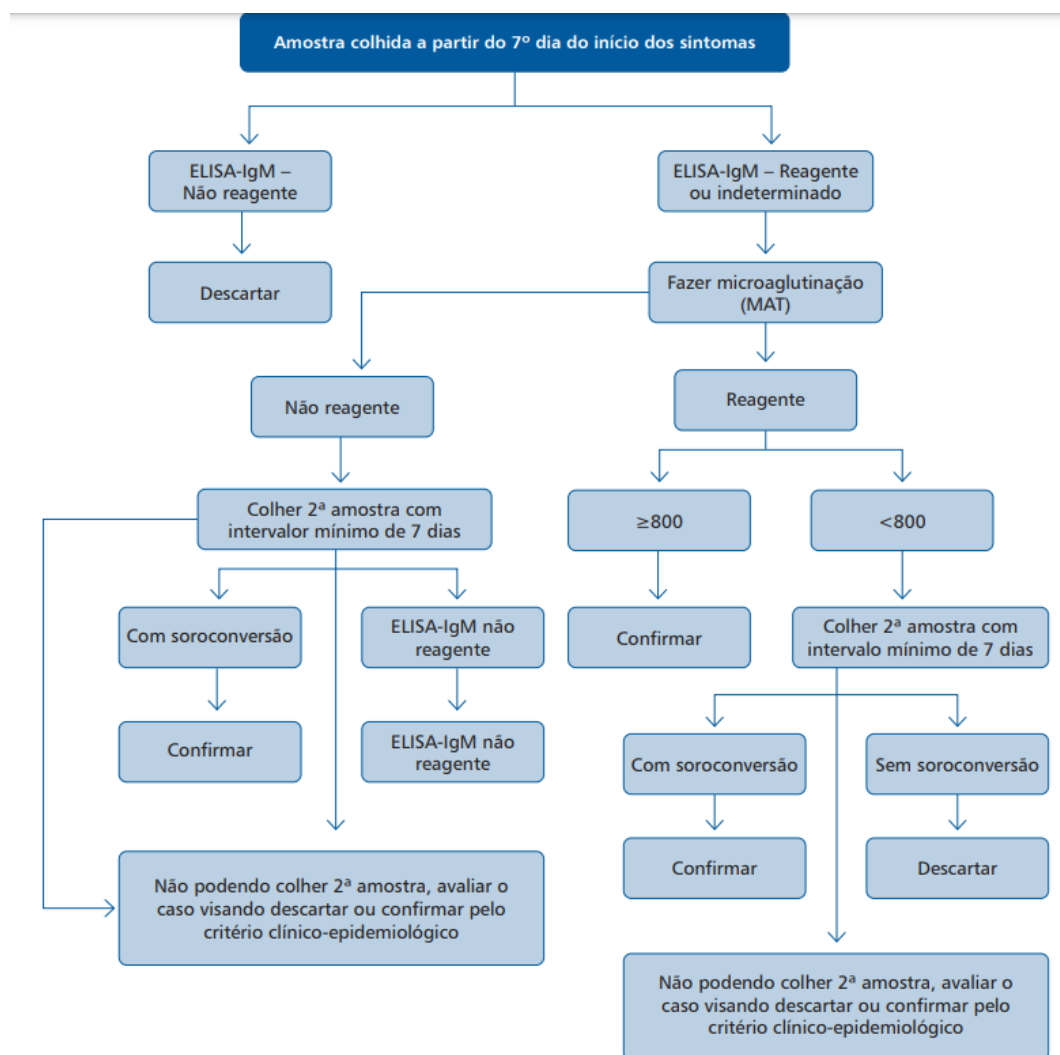 Amostra colhida a partir do 7º dia do início dos sintomas
ELISA-IgM –
Não reagente
ELISA-IgM – Reagente
ou indeterminado
Descartar
Fazer microaglutinação
(MAT)
Não reagente
Reagente
Colher 2ª amostra com
intervalor mínimo de 7 dias
≥800
<800
Com soroconversão
ELISA-IgM não
reagente
Confirmar
Colher 2ª amostra com
intervalo mínimo de 7 dias
Confirmar
ELISA-IgM não
reagente
Com soroconversão
Sem soroconversão
Confirmar
Descartar
Não podendo colher 2ª amostra, avaliar o
caso visando descartar ou confirmar pelo
critério clínico-epidemiológico
Não podendo colher 2ª amostra, avaliar o
caso visando descartar ou confirmar pelo
critério clínico-epidemiológico